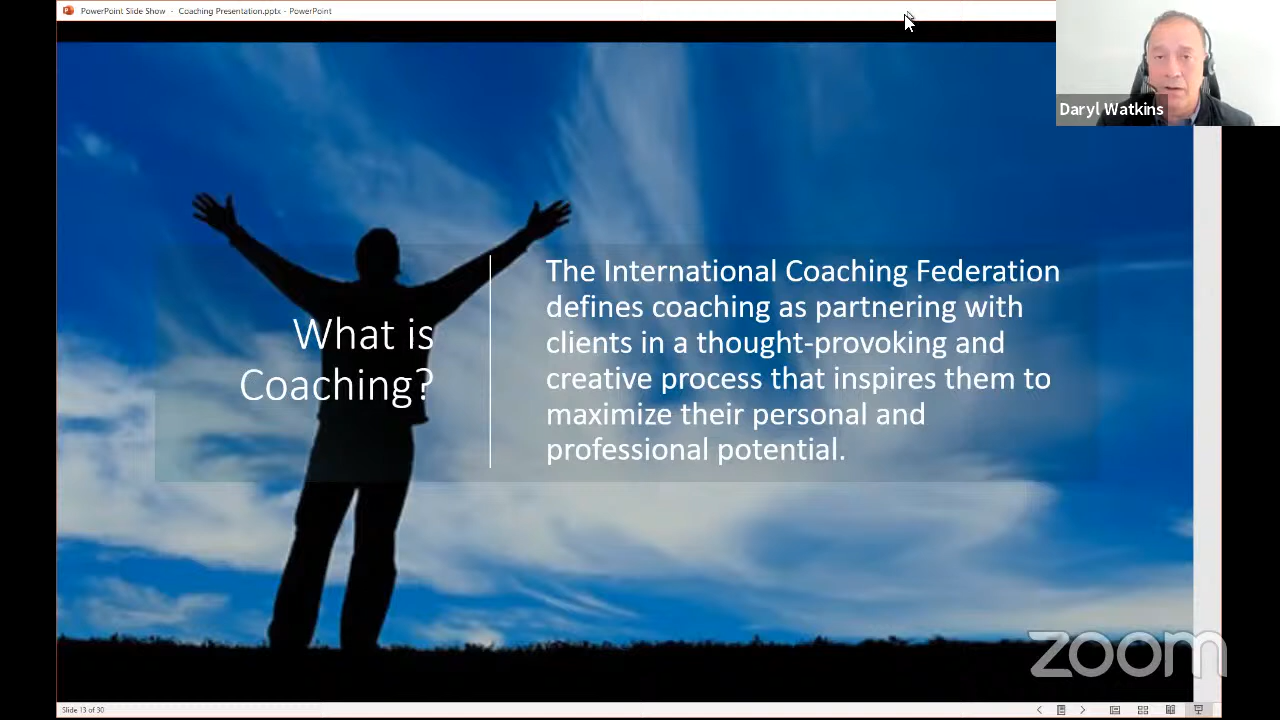 PowerPoint Slide Show - Coaching Presentation.pptx - PowerPoint
Daryl Watkins
What is
Coaching?
The International Coaching Federation
defines coaching as partnering with
clients in a thought-provoking and
creative process that inspires them to
maximize their personal and
professional potential.
zoom
Slide 13 of 30